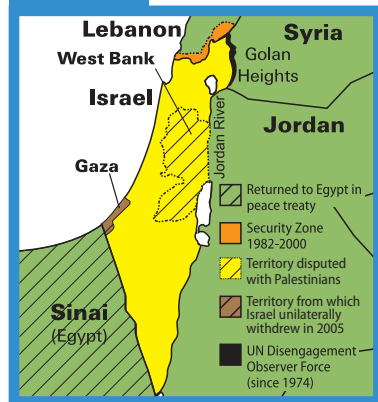 Lebanon
Syria
West Bank
Golan
Heights
Israel
Jordan River
Jordan
Gaza
Returned to Egypt in
peace treaty
Security Zone
1982-2000
Territory disputed
with Palestinians
Territory from which
Israel unilaterally
withdrew in 2005
UN Disengagement
Observer Force
(since 1974)
Sinai
(Egypt)